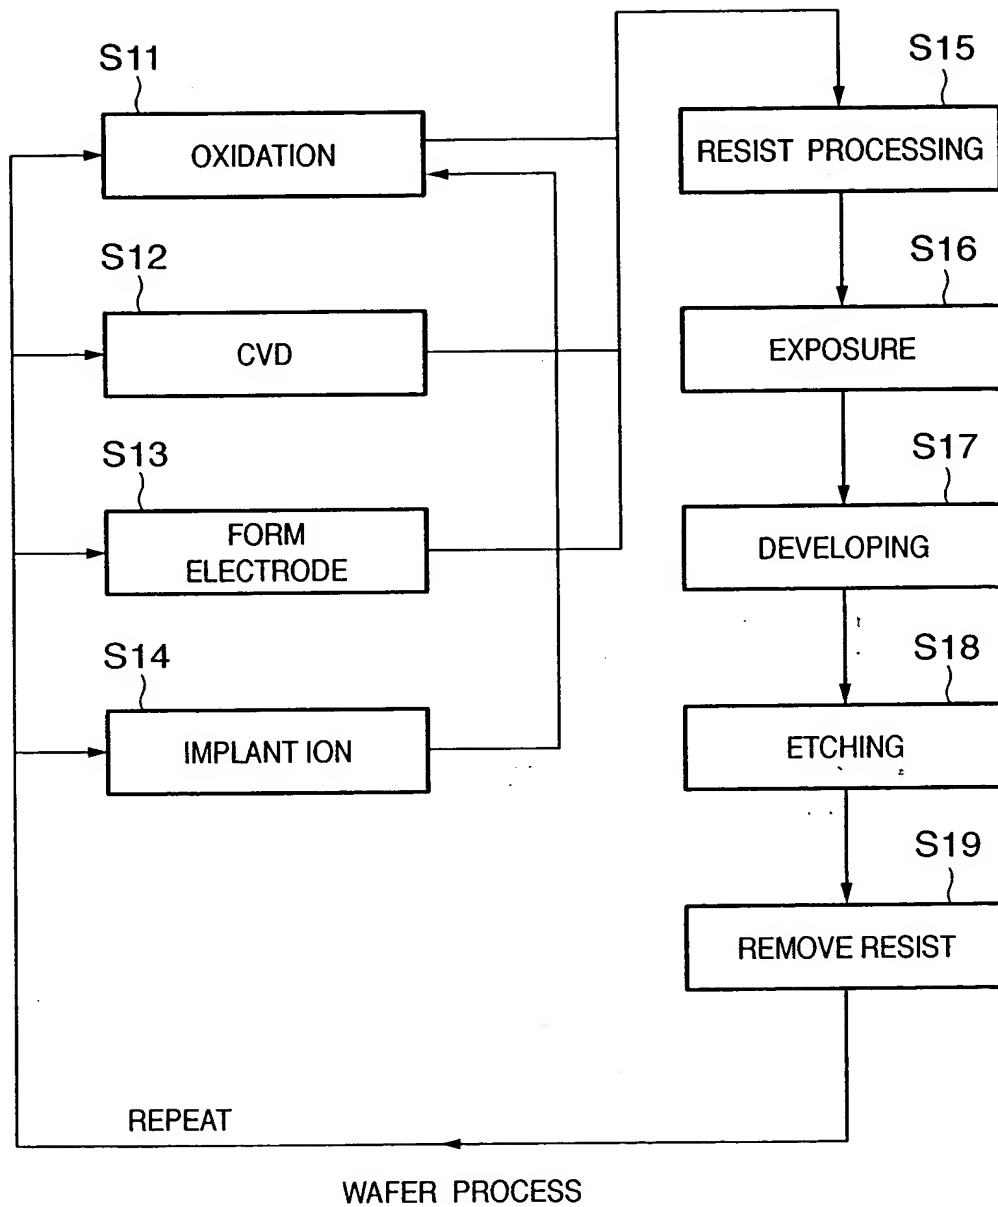 S11
OXIDATION
S12
CVD
S13
FORM
ELECTRODE
S14
IMPLANT ION
S15
RESIST PROCESSING
S16
EXPOSURE
S17
DEVELOPING
S18
ETCHING
S19
REMOVE RESIST
REPEAT
WAFER PROCESS